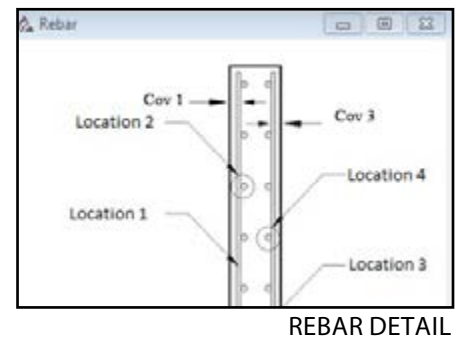 Rebar
Cov 1
Cov 3
Location 2
Location 4
Location 1
Location 3
REBAR DETAIL